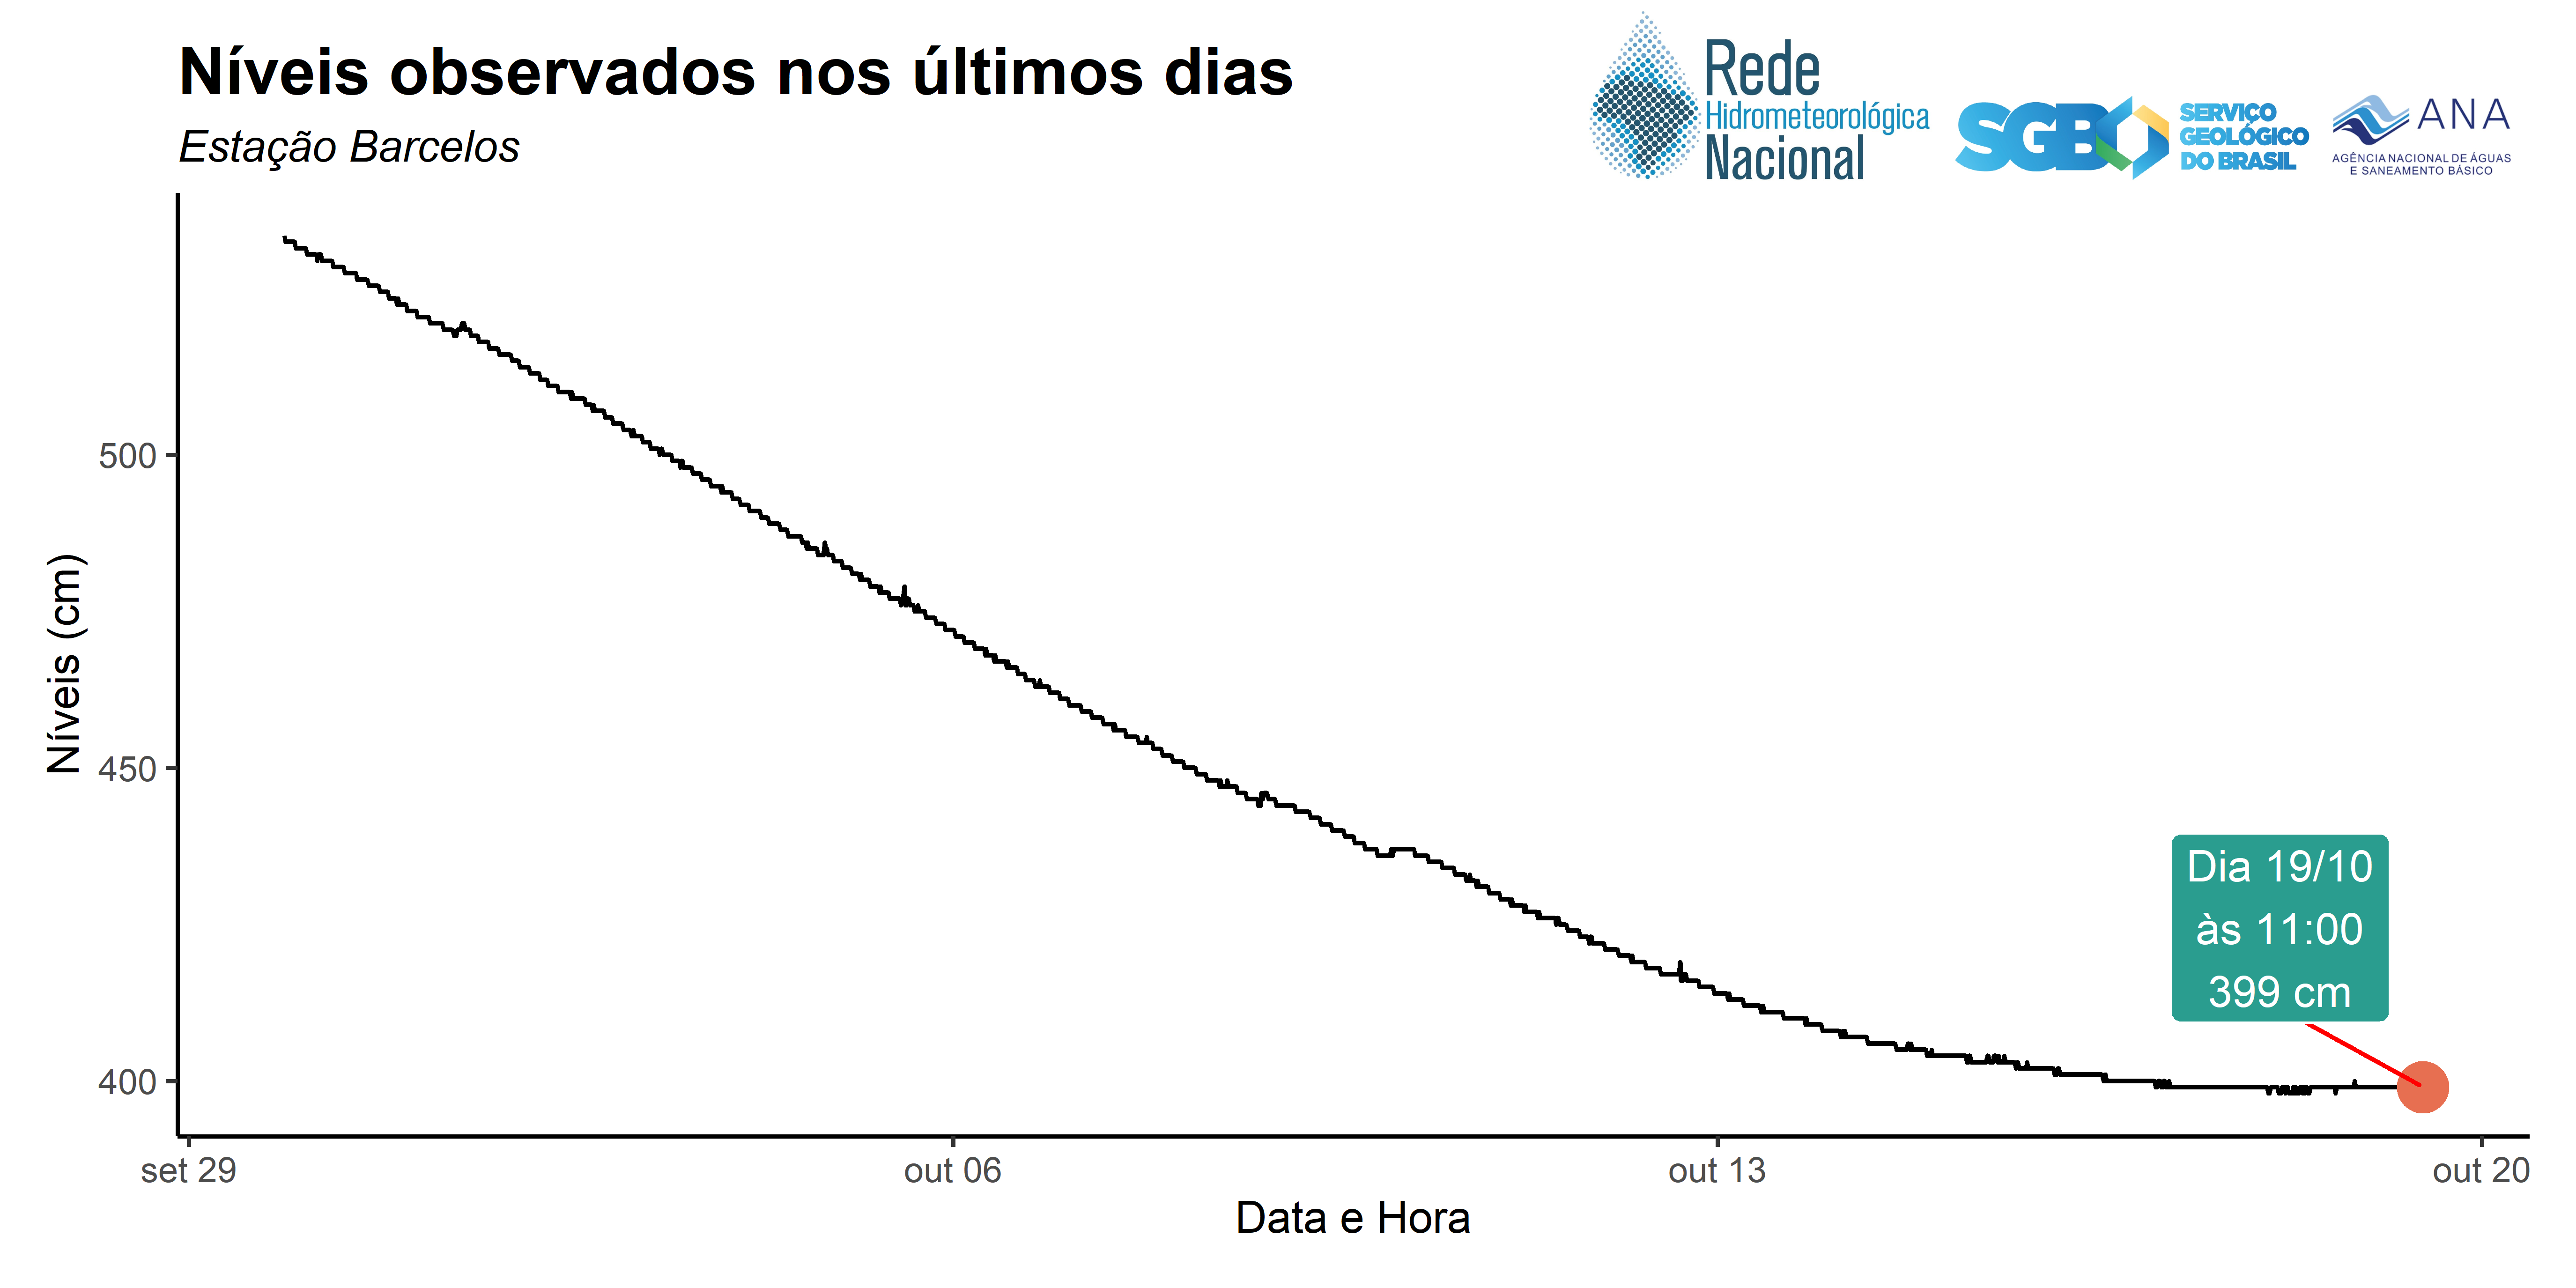 Níveis observados nos últimos dias
Estação Barcelos
Rede
Hidrometeorológica
Nacional
SGB
SERVIÇO
GEOLÓGICO
DO BRASIL
ANA
AGÊNCIA NACIONAL DE ÁGUAS
E SANEAMENTO BÁSICO
Níveis (cm)
500
450
400
Dia 19/10
às 11:00
399 cm
set 29
out 06
out 13
out 20
Data e Hora